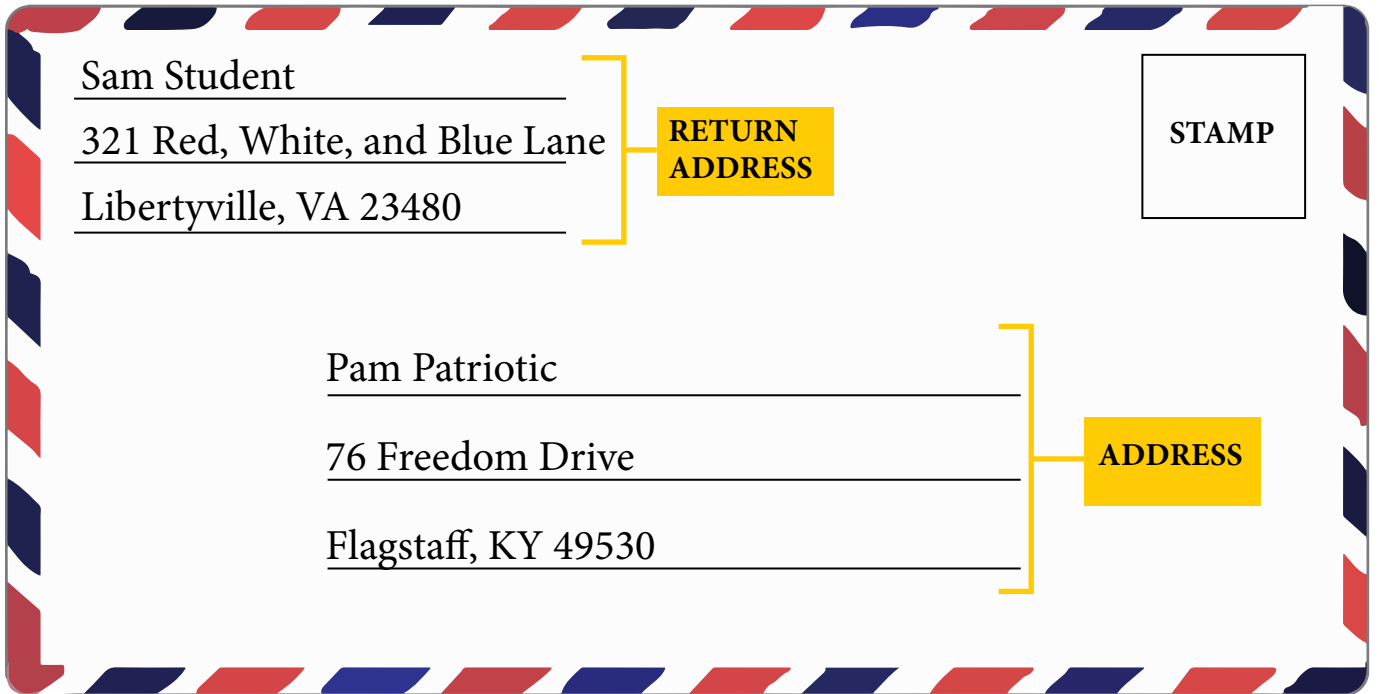 Sam Student
321 Red, White, and Blue Lane
Libertyville, VA 23480
RETURN
ADDRESS
STAMP
Pam Patriotic
76 Freedom Drive
Flagstaff, KY 49530
ADDRESS